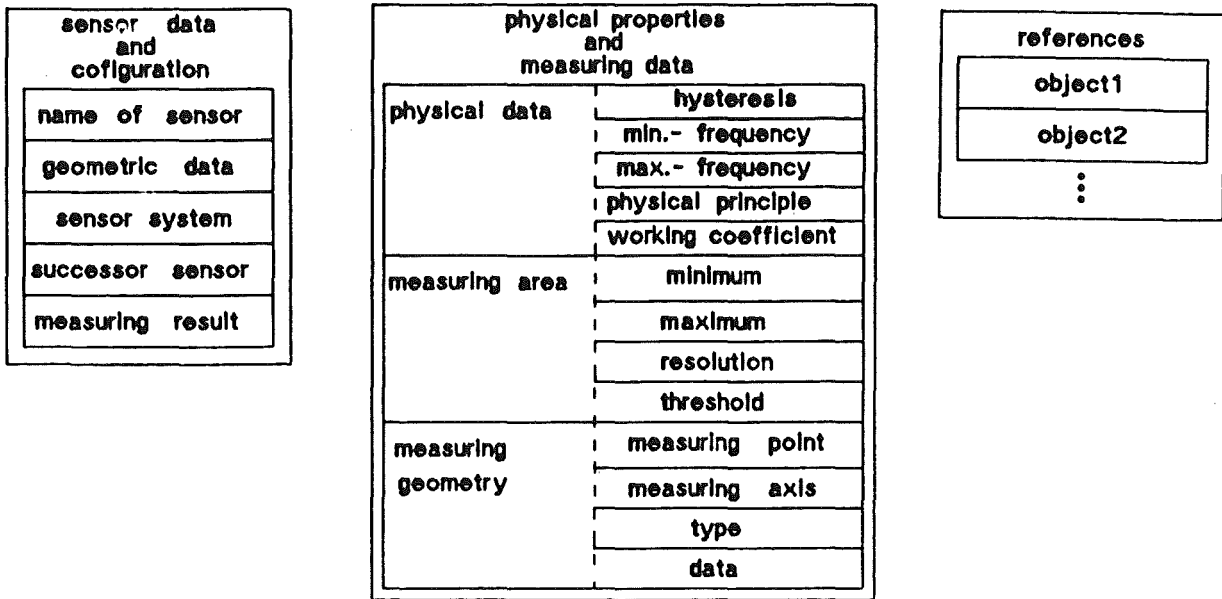 sensor data
and
cofiguration
name of sensor
geometric data
sensor system
successor sensor
measuring result
physical properties
and
measuring data
physical data
hysteresis
min.- frequency
max.- frequency
physical principle
working coefficient
measuring area
minimum
maximum
resolution
threshold
measuring
geometry
measuring point
measuring axis
type
data
references
object1
object2